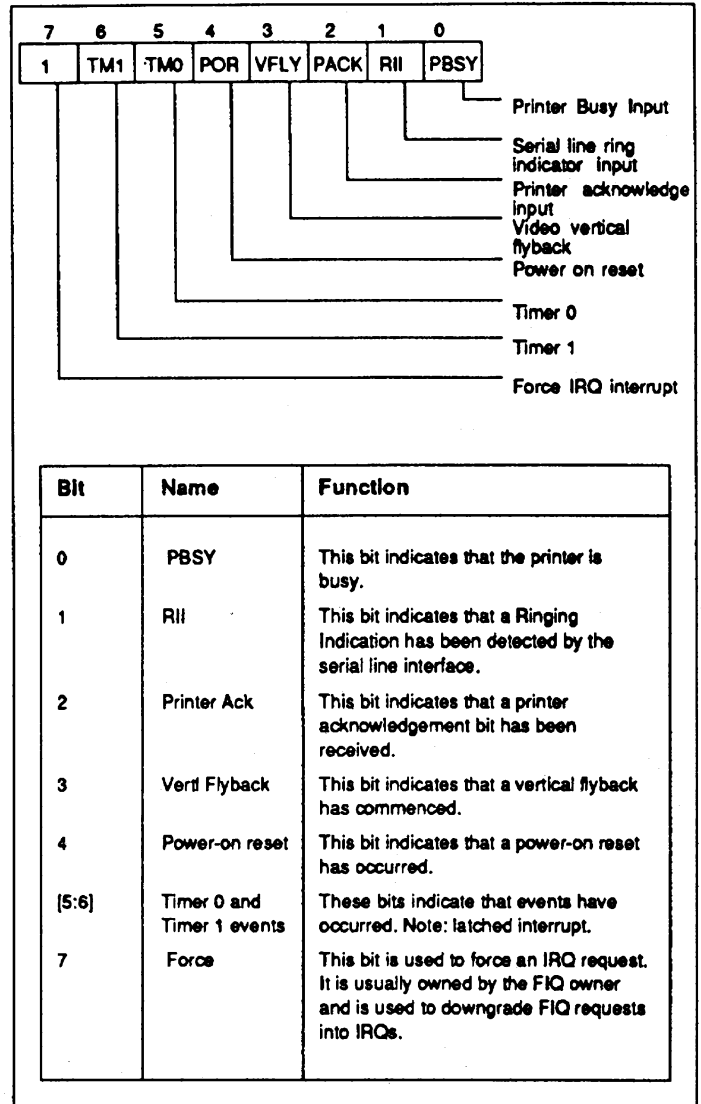 7 6 5 4 3 2 1 0
1 TM1 TM0 POR VFLY PACK RII PBSY
Printer Busy Input
Serial line ring
indicator input
Printer acknowledge
input
Video vertical
flyback
Power on reset
Timer 0
Timer 1
Force IRQ interrupt
Bit Name Function
0 PBSY This bit indicates that the printer is
busy.
1 RII This bit indicates that a Ringing
Indication has been detected by the
serial line interface.
2 Printer Ack This bit indicates that a printer
acknowledgement bit has been
received.
3 Vertl Flyback This bit indicates that a vertical flyback
has commenced.
4 Power-on reset This bit indicates that a power-on reset
has occurred.
[5:6] Timer 0 and These bits indicate that events have
Timer 1 events occurred. Note: latched interrupt.
7 Force This bit is used to force an IRQ request.
It is usually owned by the FIQ owner
and is used to downgrade FIQ requests
into IRQs.